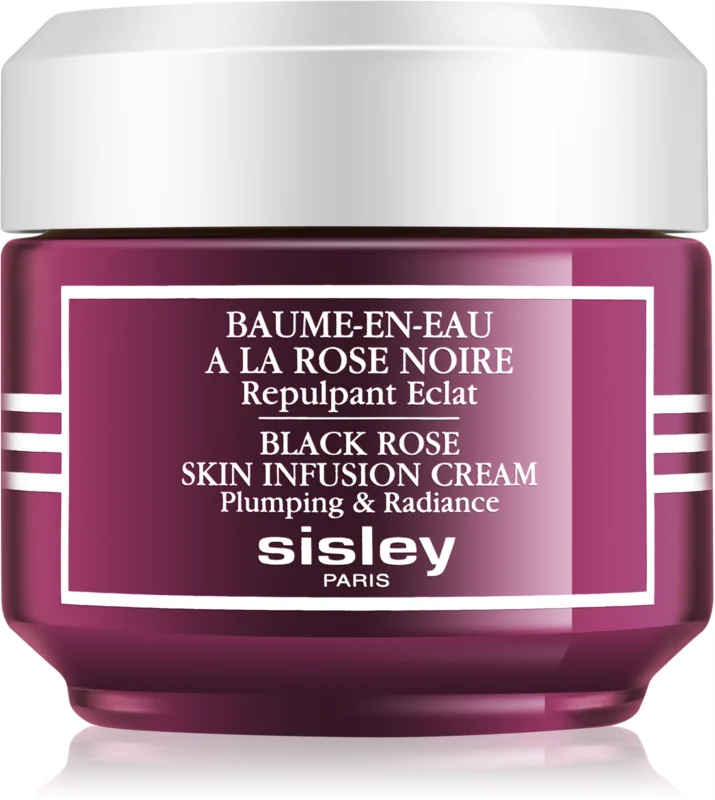 BAUME-EN-EAU
A LA ROSE NOIRE
Repulpant Eclat
BLACK ROSE
SKIN INFUSION CREAM
Plumping & Radiance
sisley
PARIS